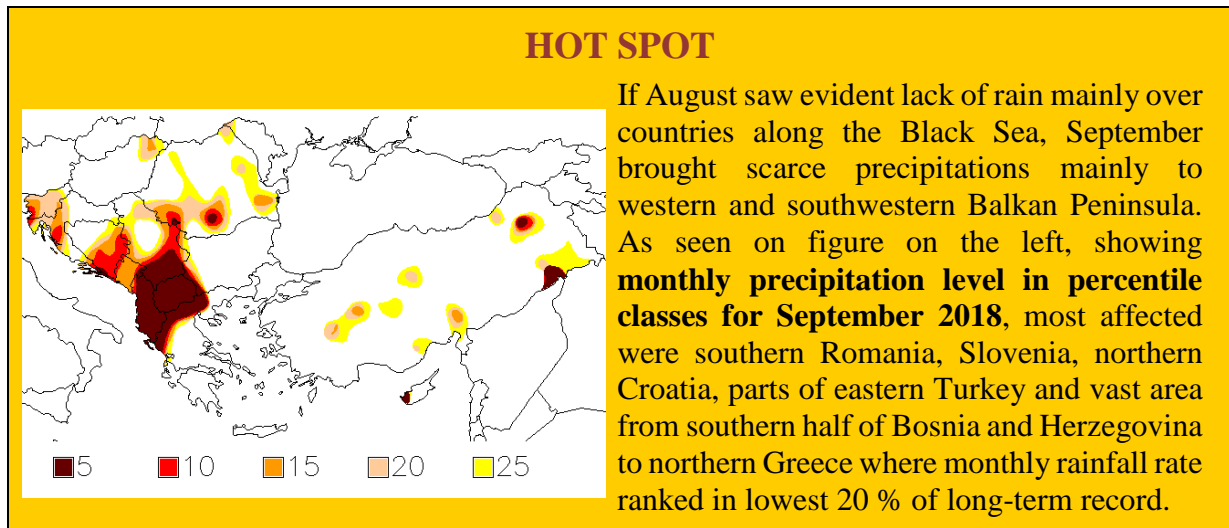 HOT SPOT
If August saw evident lack of rain mainly over
countries along the Black Sea, September
brought scarce precipitations mainly to
western and southwestern Balkan Peninsula.
As seen on figure on the left, showing
monthly precipitation level in percentile
classes for September 2018, most affected
were southern Romania, Slovenia, northern
Croatia, parts of eastern Turkey and vast area
from southern half of Bosnia and Herzegovina
to northern Greece where monthly rainfall rate
ranked in lowest 20 % of long-term record.
5 10 15 20 25